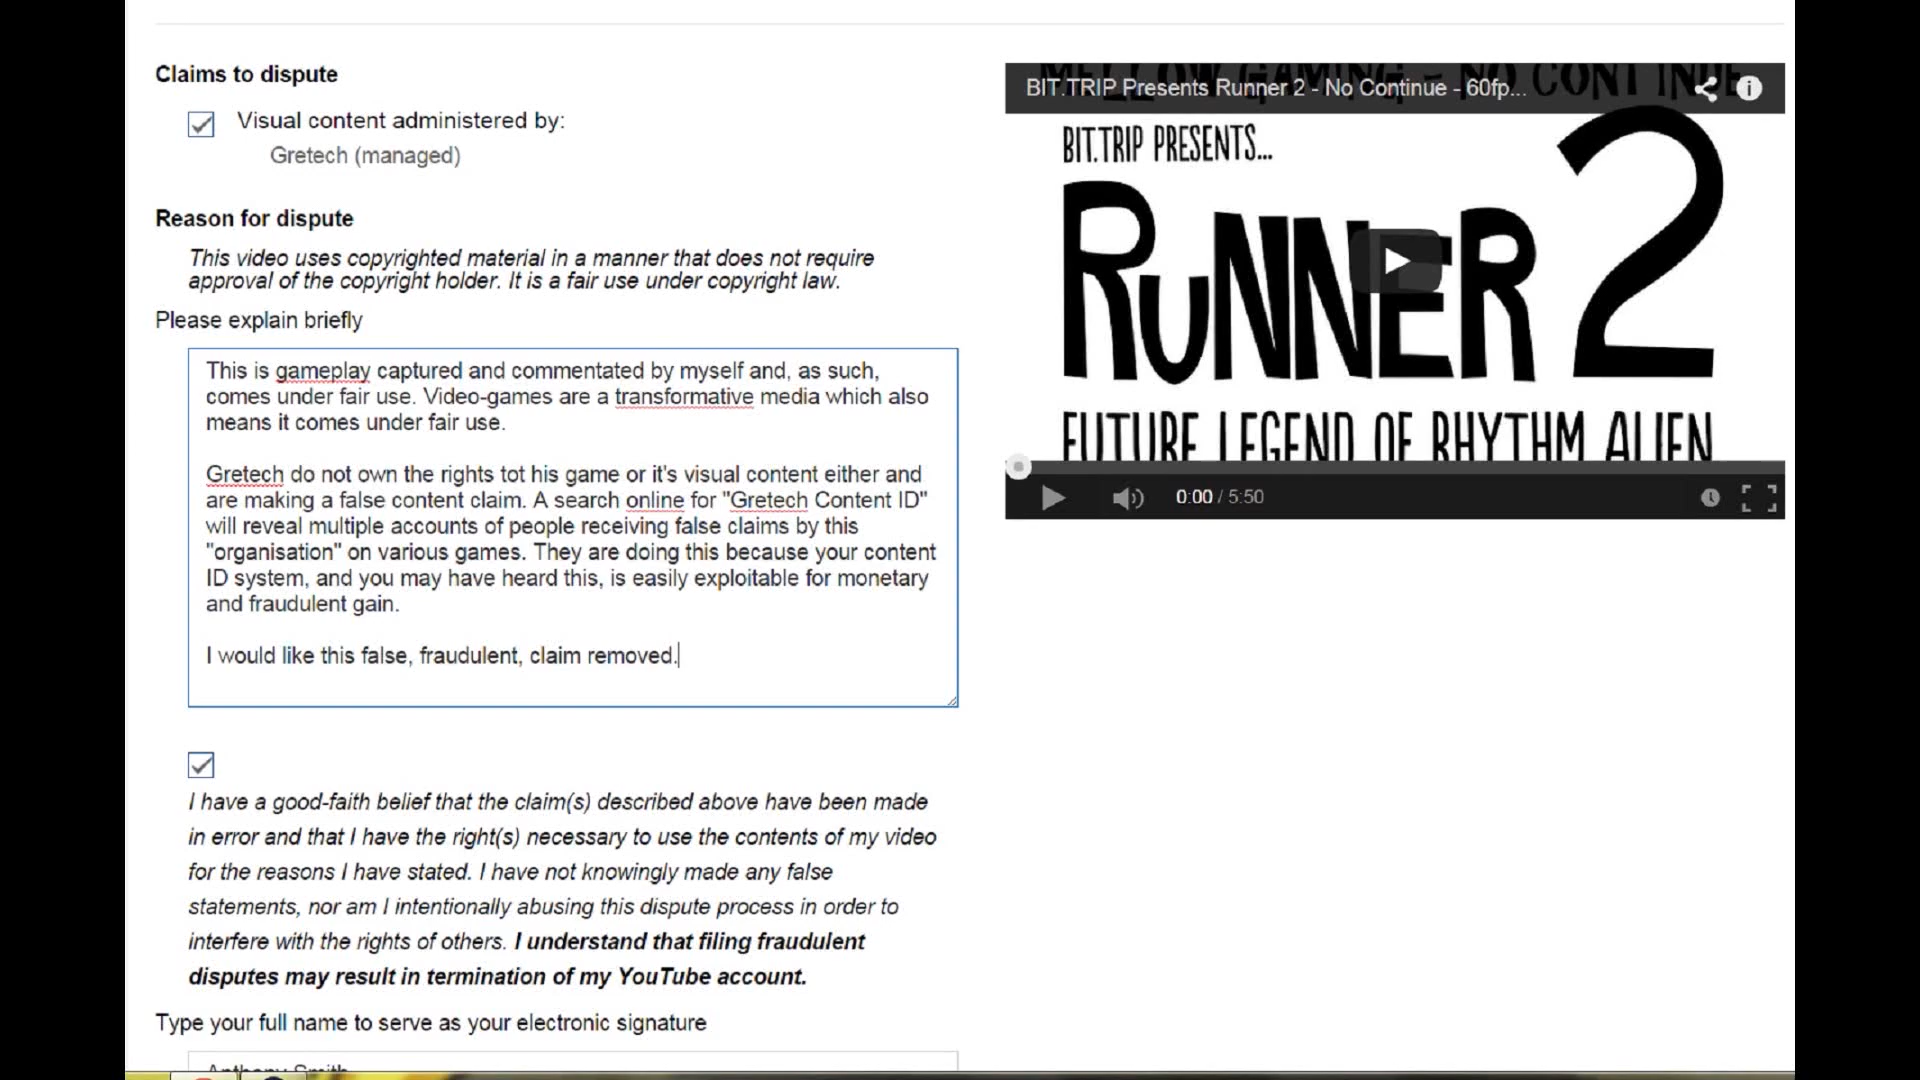 Claims to dispute
Visual content administered by:
Gretech (managed)
Reason for dispute
This video uses copyrighted material in a manner that does not require
approval of the copyright holder. It is a fair use under copyright law.
Please explain briefly
This is gameplay captured and commentated by myself and, as such,
comes under fair use. Video-games are a transformative media which also
means it comes under fair use.
Gretech do not own the rights tot his game or it's visual content either and
are making a false content claim. A search online for "Gretech Content ID"
will reveal multiple accounts of people receiving false claims by this
"organisation" on various games. They are doing this because your content
ID system, and you may have heard this, is easily exploitable for monetary
and fraudulent gain.
I would like this false, fraudulent, claim removed.
I have a good-faith belief that the claim(s) described above have been made
in error and that I have the right(s) necessary to use the contents of my video
for the reasons I have stated. I have not knowingly made any false
statements, nor am I intentionally abusing this dispute process in order to
interfere with the rights of others. I understand that filing fraudulent
disputes may result in termination of my YouTube account.
Type your full name to serve as your electronic signature
Anthony Smith
MELLOW GAMING - NO CONTINUE
BIT.TRIP Presents Runner 2 - No Continue - 60fp...
BIT.TRIP PRESENTS...
RUNNER 2
FUTURE LEGEND OF RHYTHM ALIEN
0:00 / 5:50